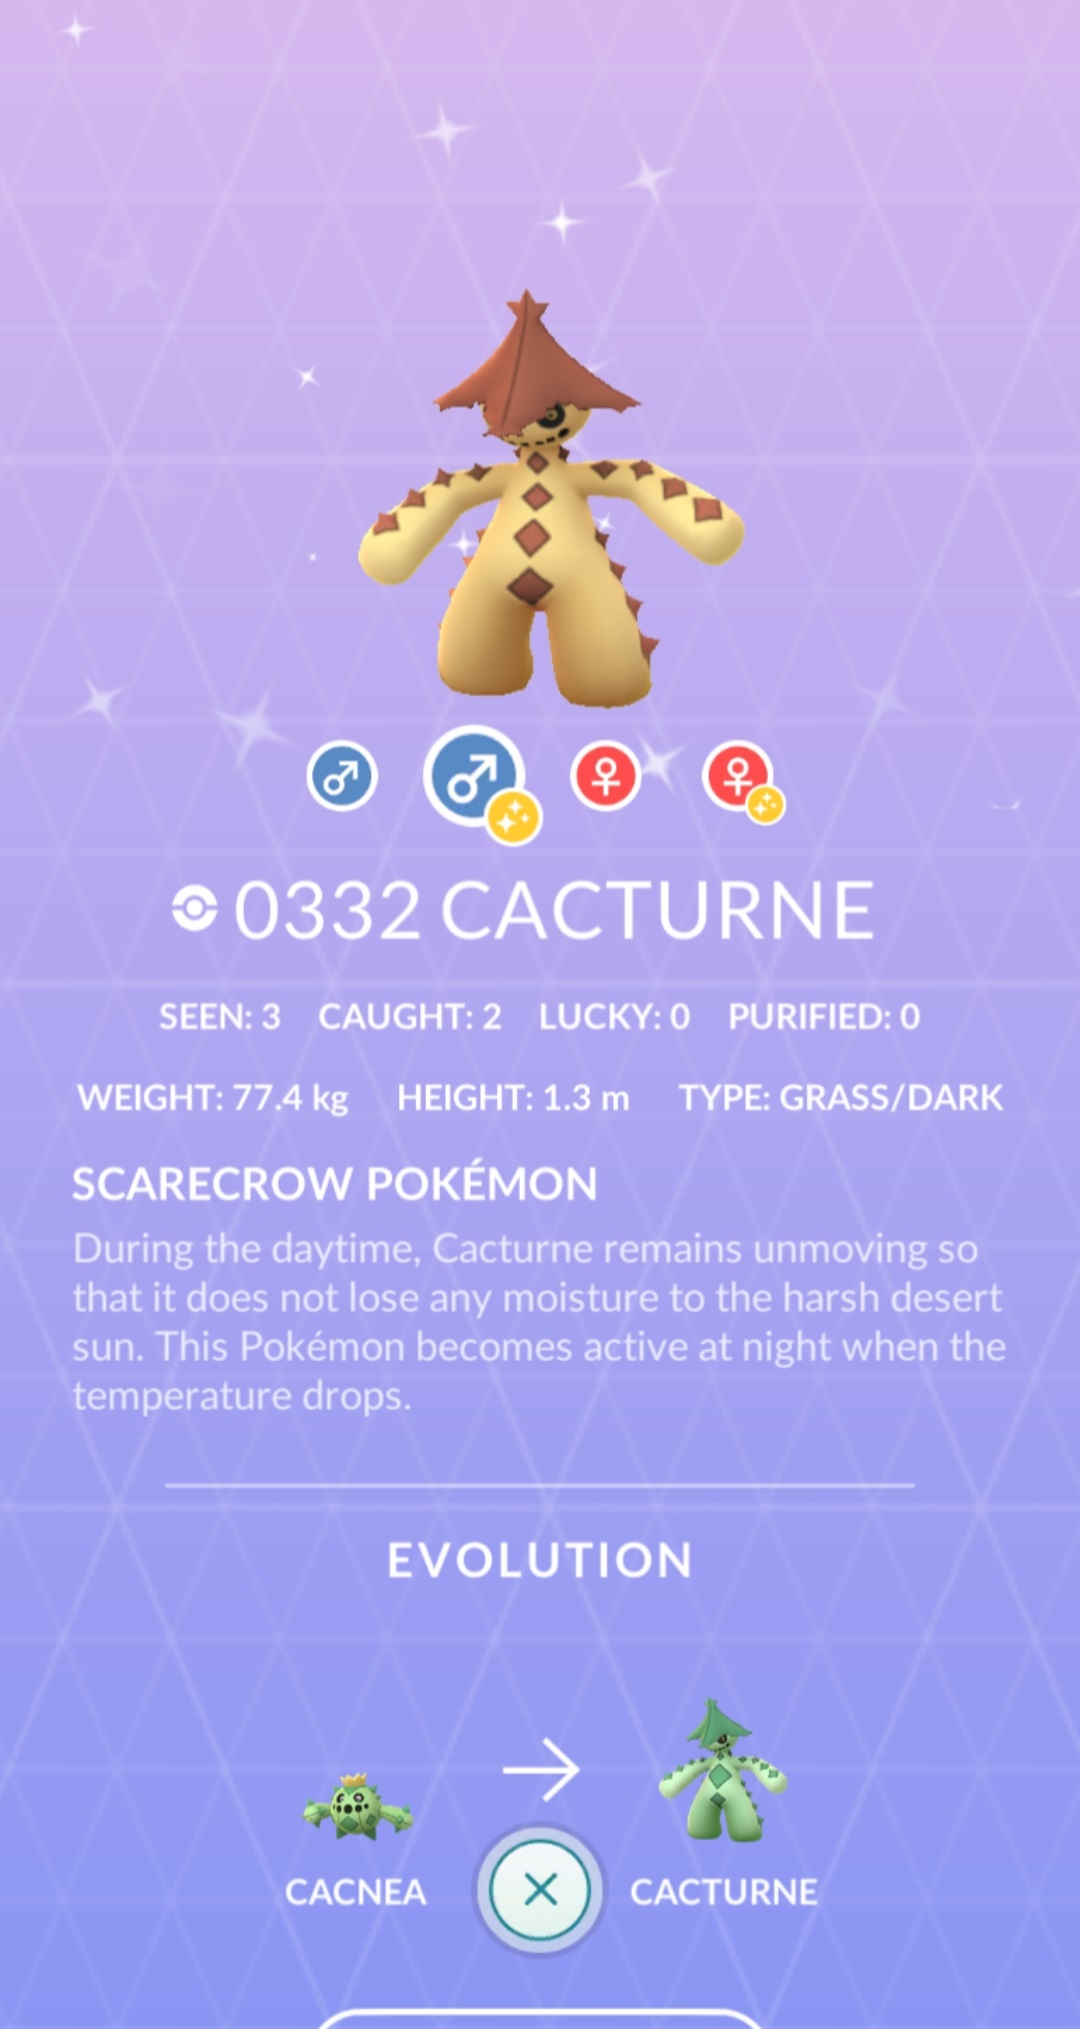 0332 CACTURNE
SEEN: 3 CAUGHT: 2 LUCKY: 0 PURIFIED: 0
WEIGHT: 77.4 kg HEIGHT: 1.3 m TYPE: GRASS/DARK
SCARECROW POKÉMON
During the daytime, Cacturne remains unmoving so
that it does not lose any moisture to the harsh desert
sun. This Pokémon becomes active at night when the
temperature drops.
EVOLUTION
CACNEA CACTURNE